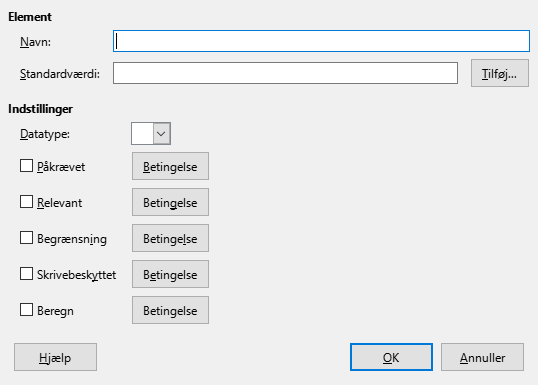 Element
Navn:
Standardværdi:
Tilføj...
Indstillinger
Datatype:
Påkrævet Betingelse
Relevant Betingelse
Begrænsning Betingelse
Skrivebeskyttet Betingelse
Beregn Betingelse
Hjælp OK Annuller